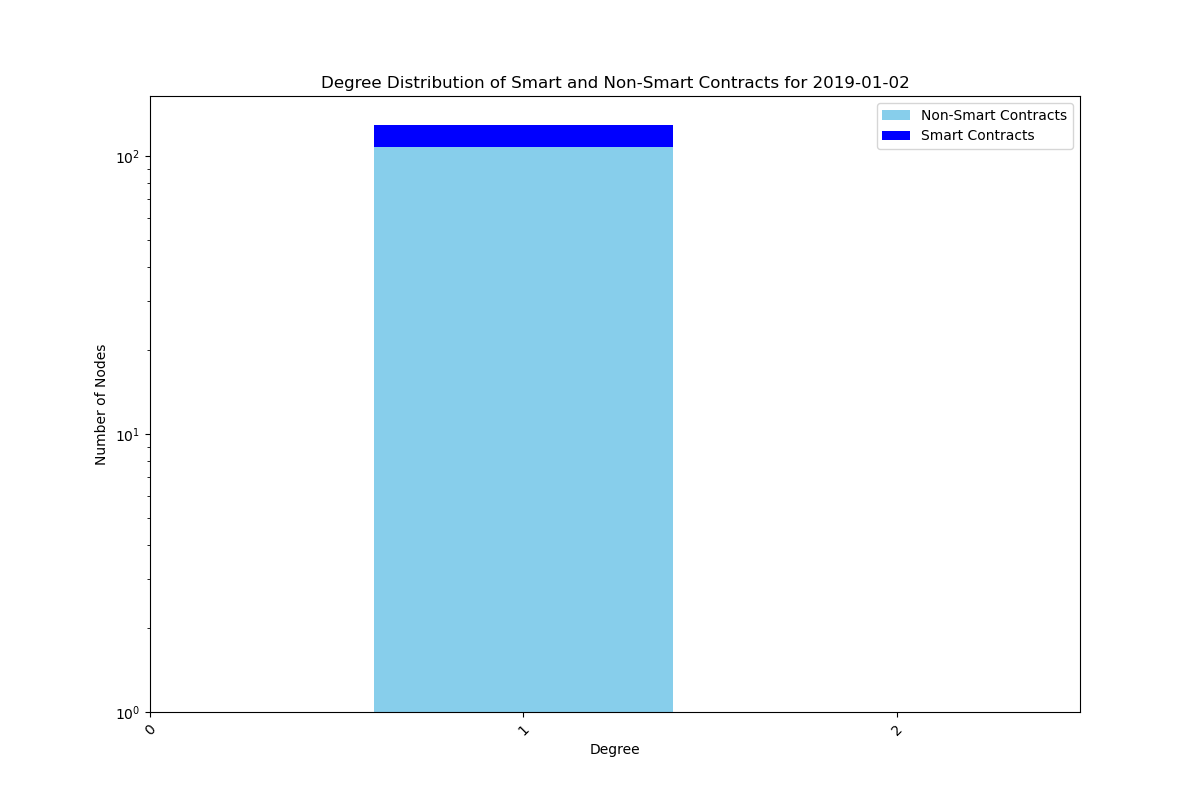 Degree Distribution of Smart and Non-Smart Contracts for 2019-01-02
Non-Smart Contracts
Smart Contracts
10²
10¹
10⁰
Number of Nodes
0
1
2
Degree